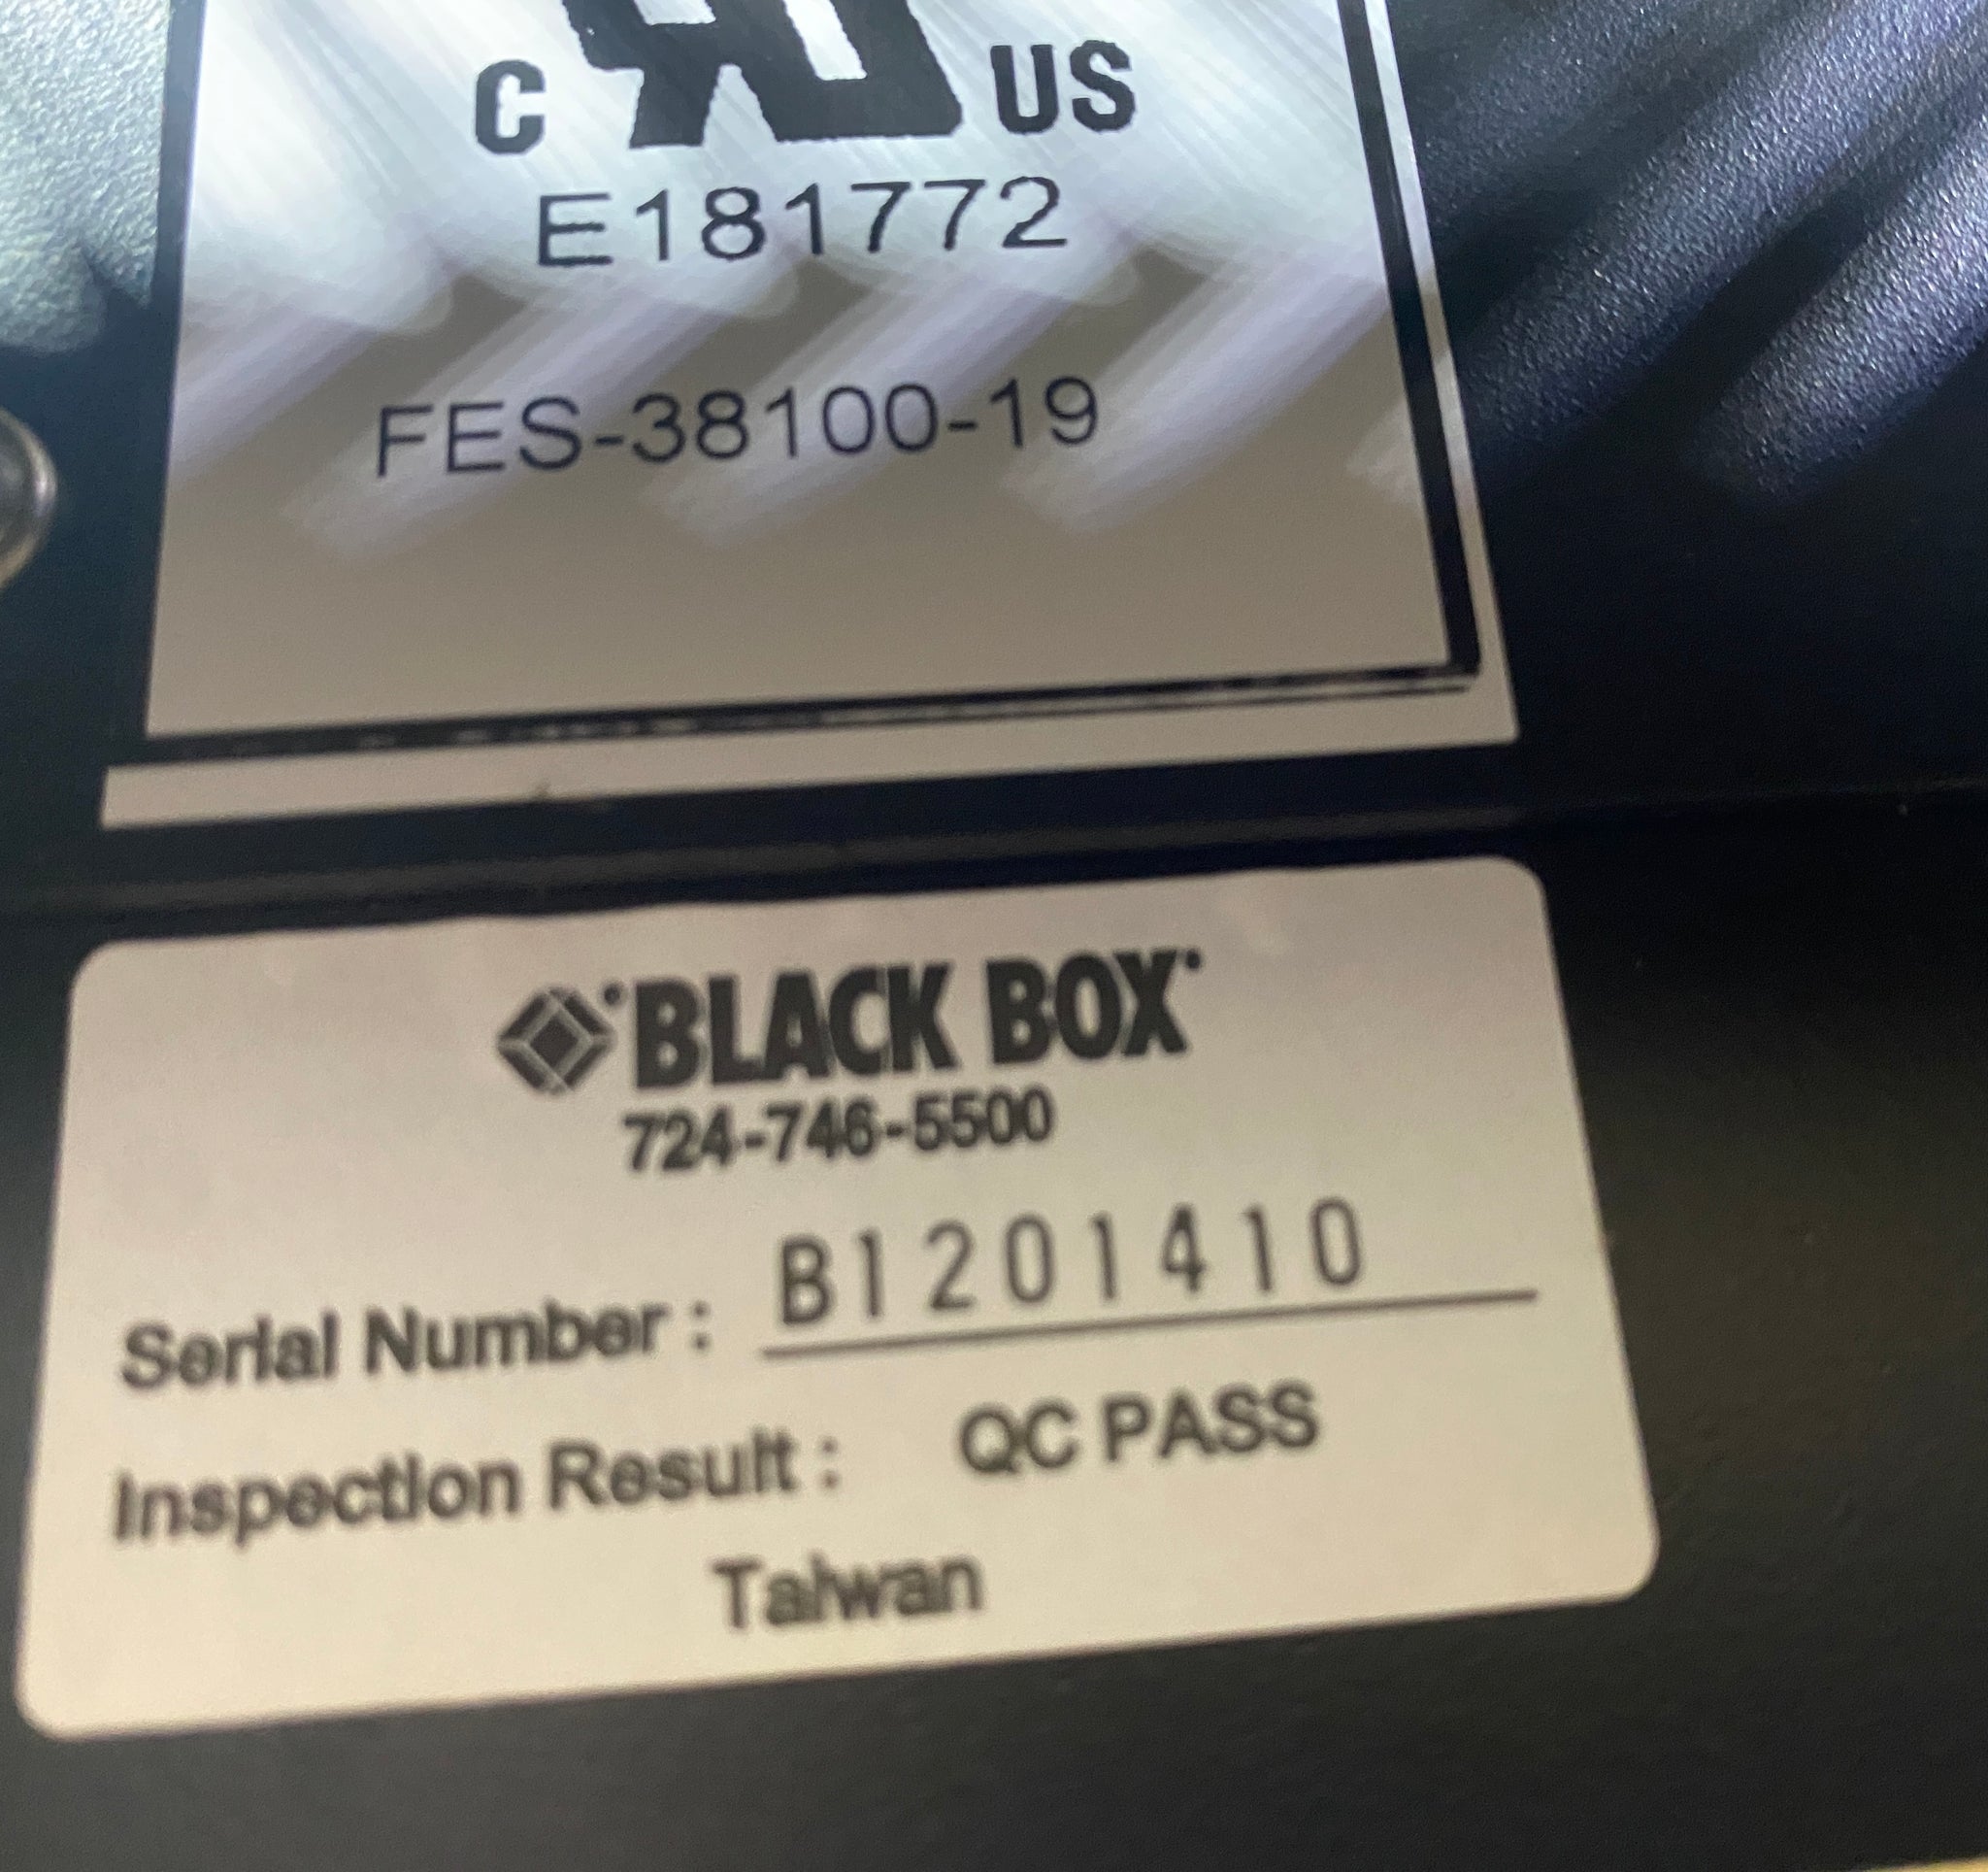 C US
E181772
FES-38100-19
BLACK BOX
724-746-5500
Serial Number : B1201410
Inspection Result : QC PASS
Taiwan